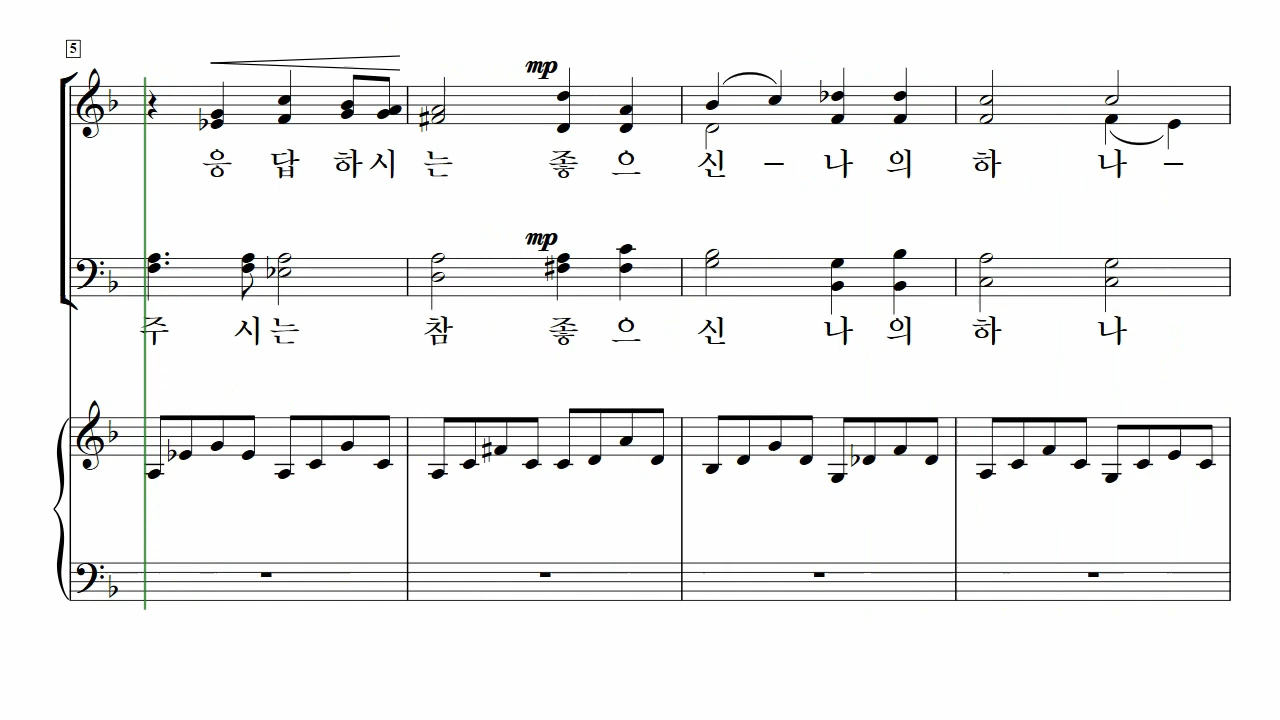 5
mp
응 답 하 시 는 좋 으 신 – 나 의 하 나 –
mp
주 시 는 참 좋 으 신 나 의 하 나